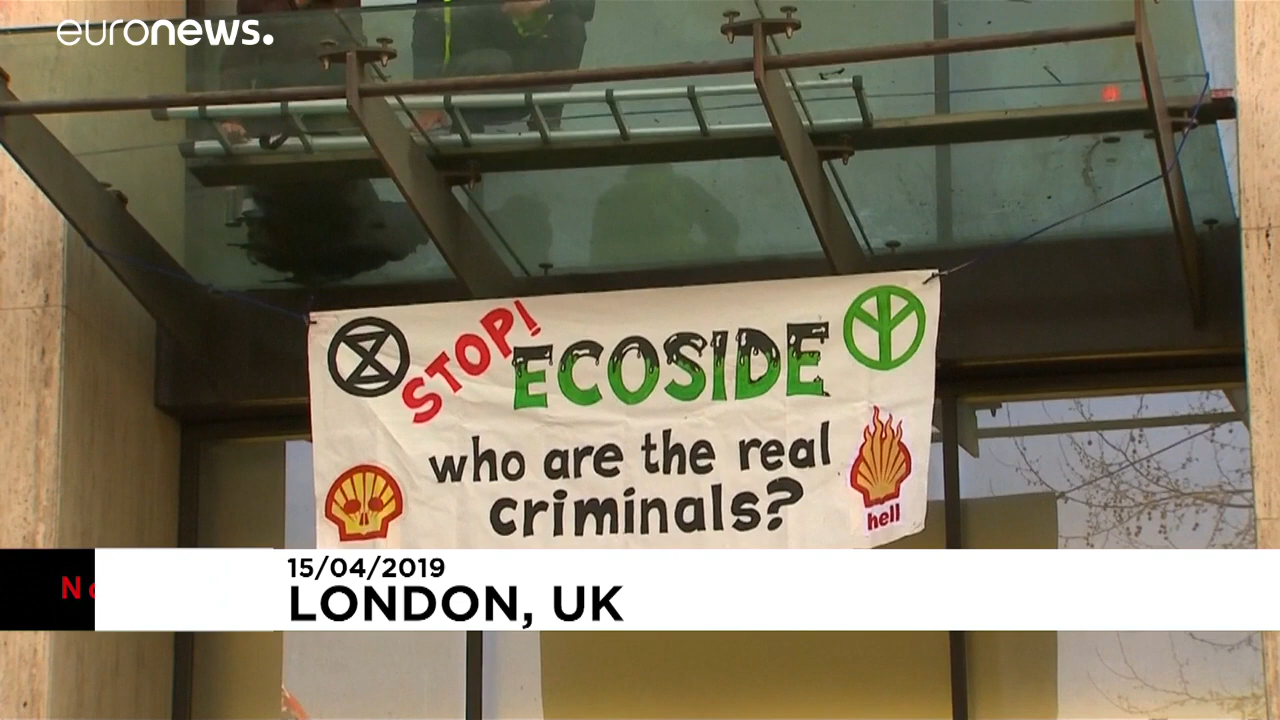 euronews.
STOP! ECOSIDE
who are the real
criminals?
hell
15/04/2019
LONDON, UK